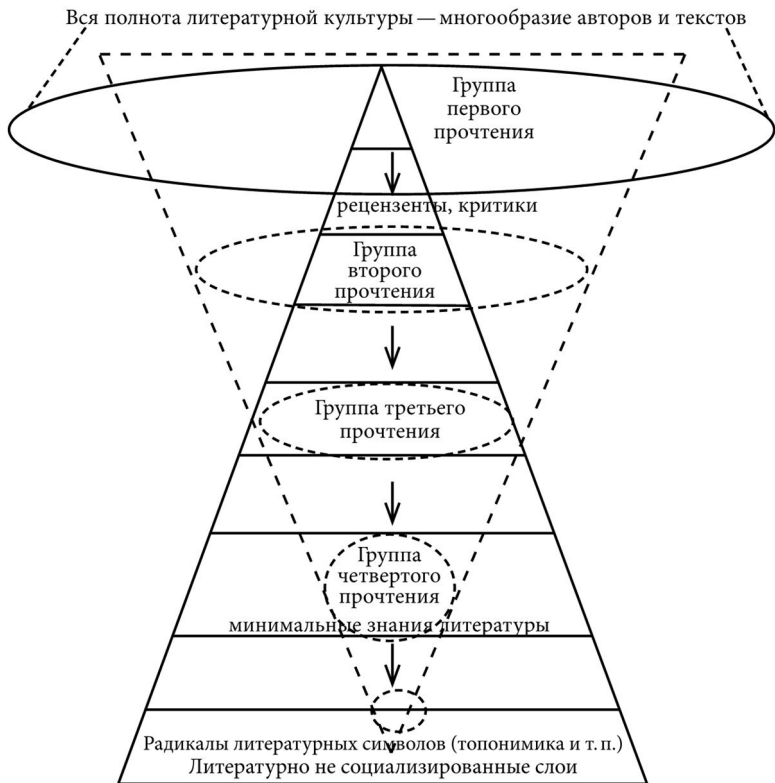 Вся полнота литературной культуры — многообразие авторов и текстов
Группа
первого
прочтения
рецензенты, критики
Группа
второго
прочтения
Группа третьего
прочтения
Группа
четвертого
прочтения
минимальные знания литературы
Радикалы литературных символов (топонимика и т. п.)
Литературно не социализированные слои